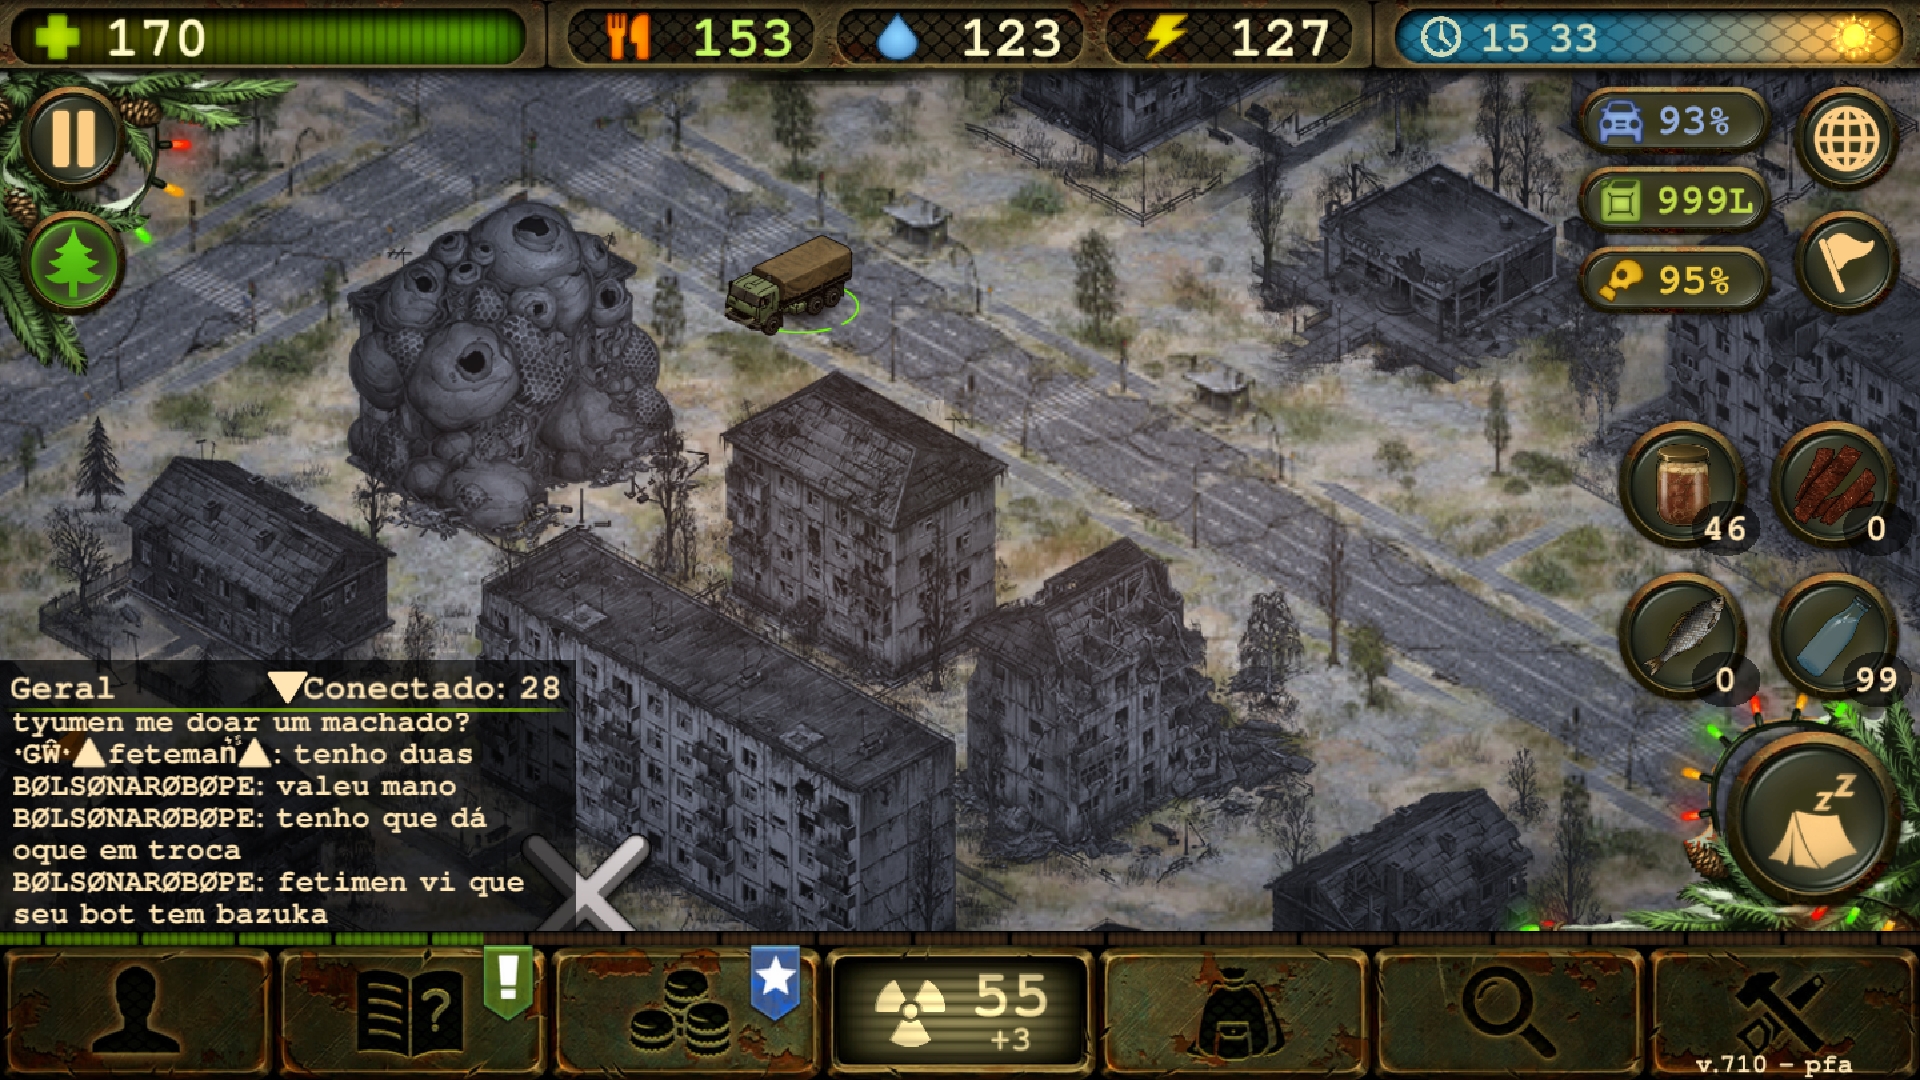 170
153
123
127
15 33
93%
999L
95%
46
0
0
99
Geral
Conectado: 28
tyumen me doar um machado?
·GŴ·▲fetemaň▲: tenho duas
BØLSØNARØBØPE: valeu mano
BØLSØNARØBØPE: tenho que dá
oque em troca
BØLSØNARØBØPE: fetimen vi que
seu bot tem bazuka
zZ
?
!
55
+3
v.710 - pfa